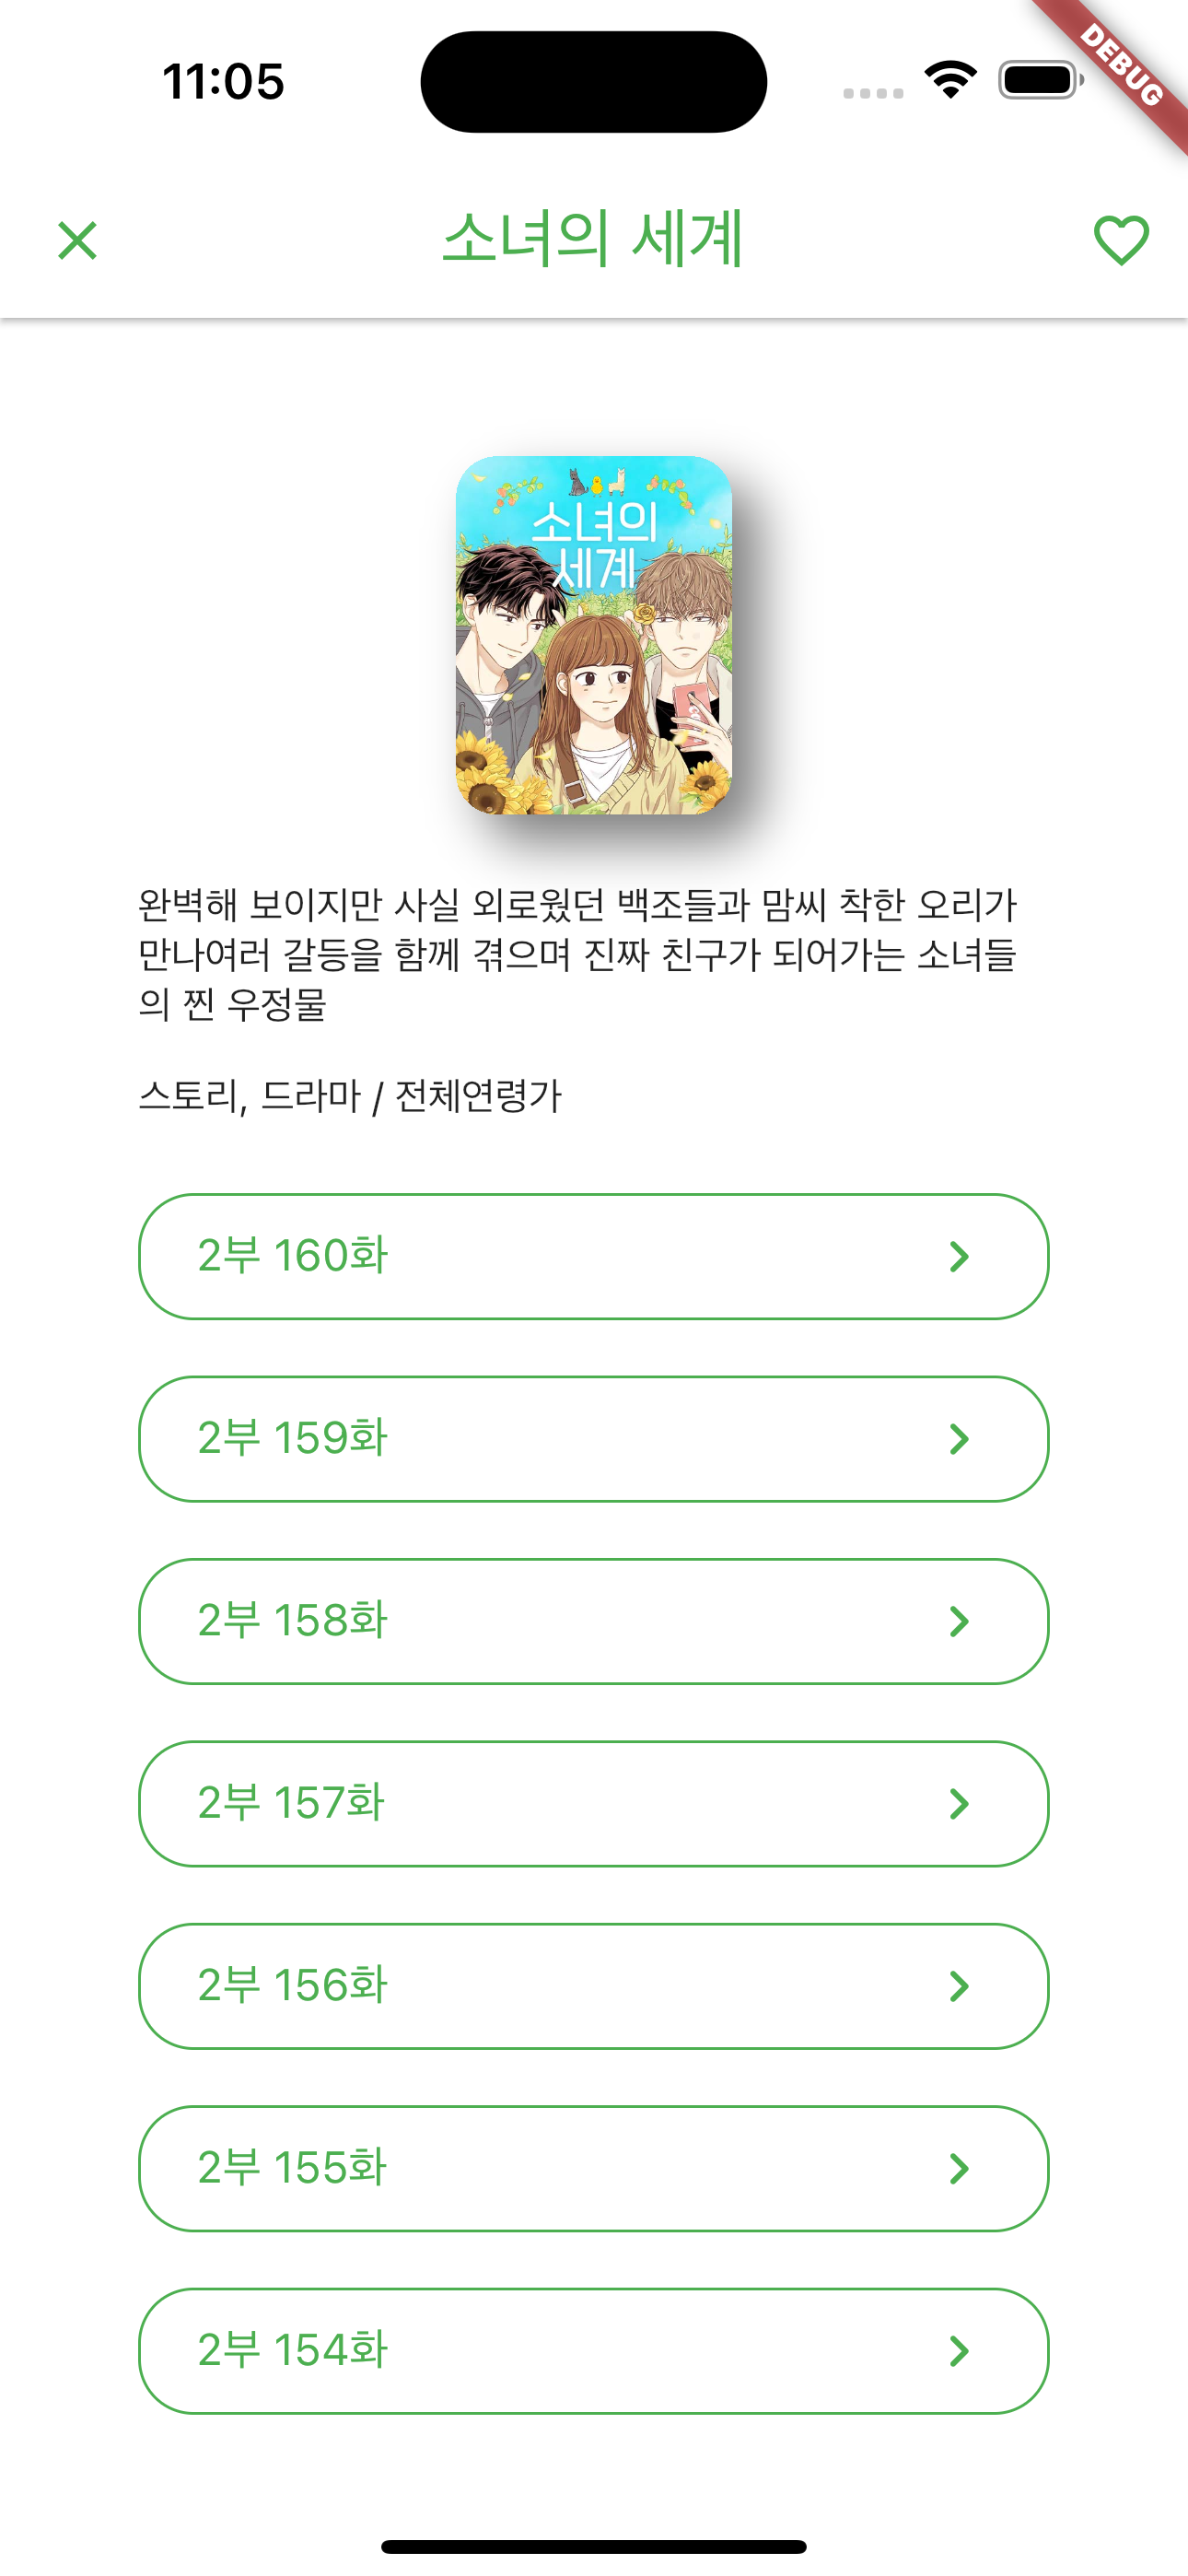 11:05
DEBUG
소녀의 세계
소녀의
세계
완벽해 보이지만 사실 외로웠던 백조들과 맘씨 착한 오리가
만나여러 갈등을 함께 겪으며 진짜 친구가 되어가는 소녀들
의 찐 우정물
스토리, 드라마 / 전체연령가
2부 160화
2부 159화
2부 158화
2부 157화
2부 156화
2부 155화
2부 154화